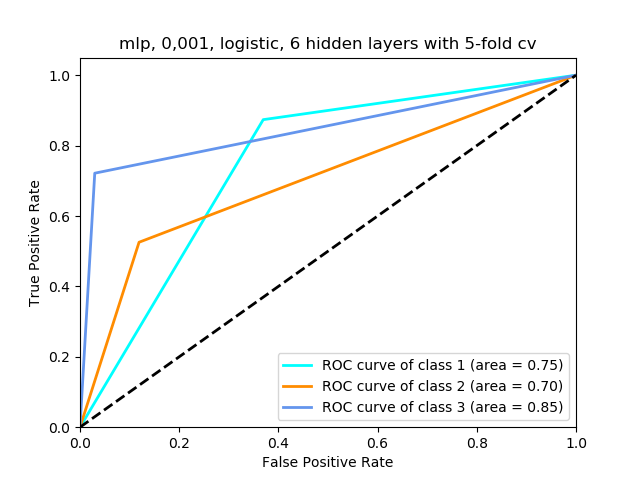 mlp, 0,001, logistic, 6 hidden layers with 5-fold cv
1.0
0.8
0.6
0.4
0.2
0.0
True Positive Rate
0.0 0.2 0.4 0.6 0.8 1.0
False Positive Rate
ROC curve of class 1 (area = 0.75)
ROC curve of class 2 (area = 0.70)
ROC curve of class 3 (area = 0.85)